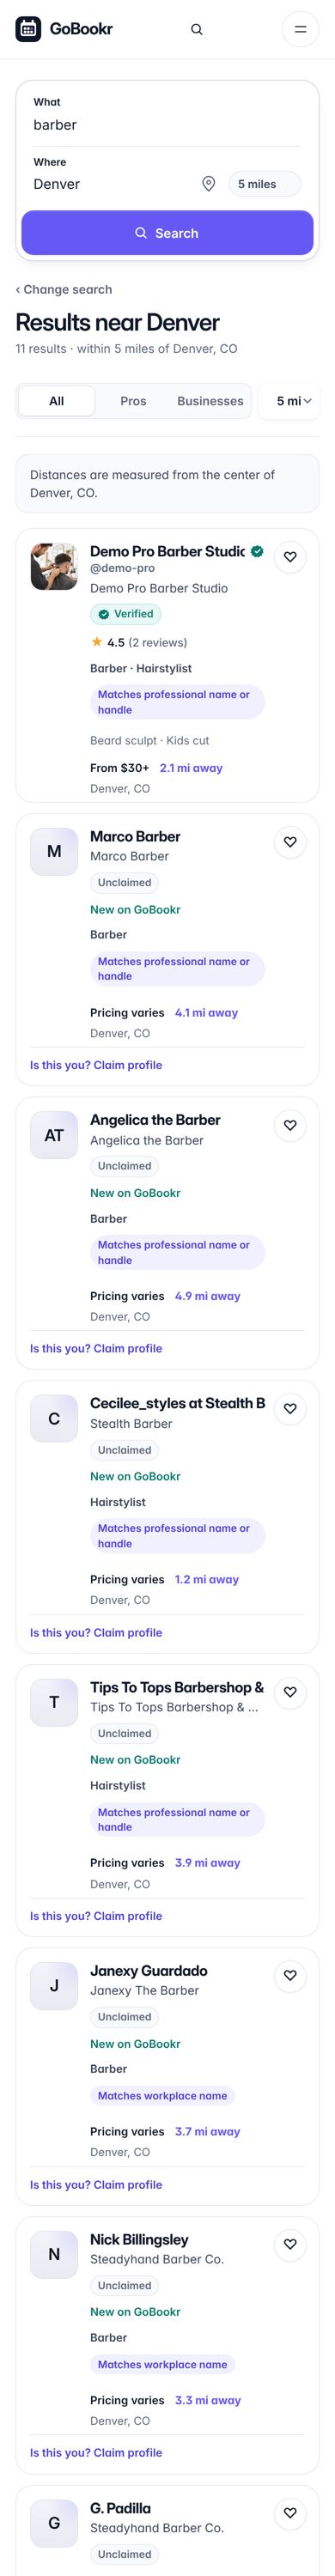 GoBookr
What
barber
Where
Denver
5 miles
Search
‹ Change search
Results near Denver
11 results · within 5 miles of Denver, CO
All
Pros
Businesses
5 mi
Distances are measured from the center of
Denver, CO.
Demo Pro Barber Studio
@demo-pro
Demo Pro Barber Studio
Verified
★ 4.5 (2 reviews)
Barber · Hairstylist
Matches professional name or
handle
Beard sculpt · Kids cut
From $30+ 2.1 mi away
Denver, CO
M
Marco Barber
Marco Barber
Unclaimed
New on GoBookr
Barber
Matches professional name or
handle
Pricing varies 4.1 mi away
Denver, CO
Is this you? Claim profile
AT
Angelica the Barber
Angelica the Barber
Unclaimed
New on GoBookr
Barber
Matches professional name or
handle
Pricing varies 4.9 mi away
Denver, CO
Is this you? Claim profile
C
Cecilee_styles at Stealth B
Stealth Barber
Unclaimed
New on GoBookr
Hairstylist
Matches professional name or
handle
Pricing varies 1.2 mi away
Denver, CO
Is this you? Claim profile
T
Tips To Tops Barbershop &
Tips To Tops Barbershop & ...
Unclaimed
New on GoBookr
Hairstylist
Matches professional name or
handle
Pricing varies 3.9 mi away
Denver, CO
Is this you? Claim profile
J
Janexy Guardado
Janexy The Barber
Unclaimed
New on GoBookr
Barber
Matches workplace name
Pricing varies 3.7 mi away
Denver, CO
Is this you? Claim profile
N
Nick Billingsley
Steadyhand Barber Co.
Unclaimed
New on GoBookr
Barber
Matches workplace name
Pricing varies 3.3 mi away
Denver, CO
Is this you? Claim profile
G
G. Padilla
Steadyhand Barber Co.
Unclaimed